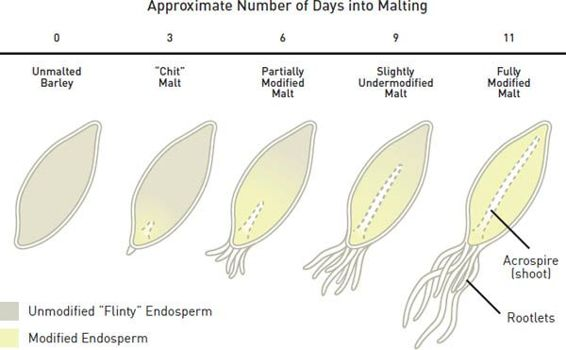 Approximate Number of Days into Malting
0 3 6 9 11
Unmalted
Barley
"Chit"
Malt
Partially
Modified
Malt
Slightly
Undermodified
Malt
Fully
Modified
Malt
Acrospire
(shoot)
Rootlets
Unmodified "Flinty" Endosperm
Modified Endosperm